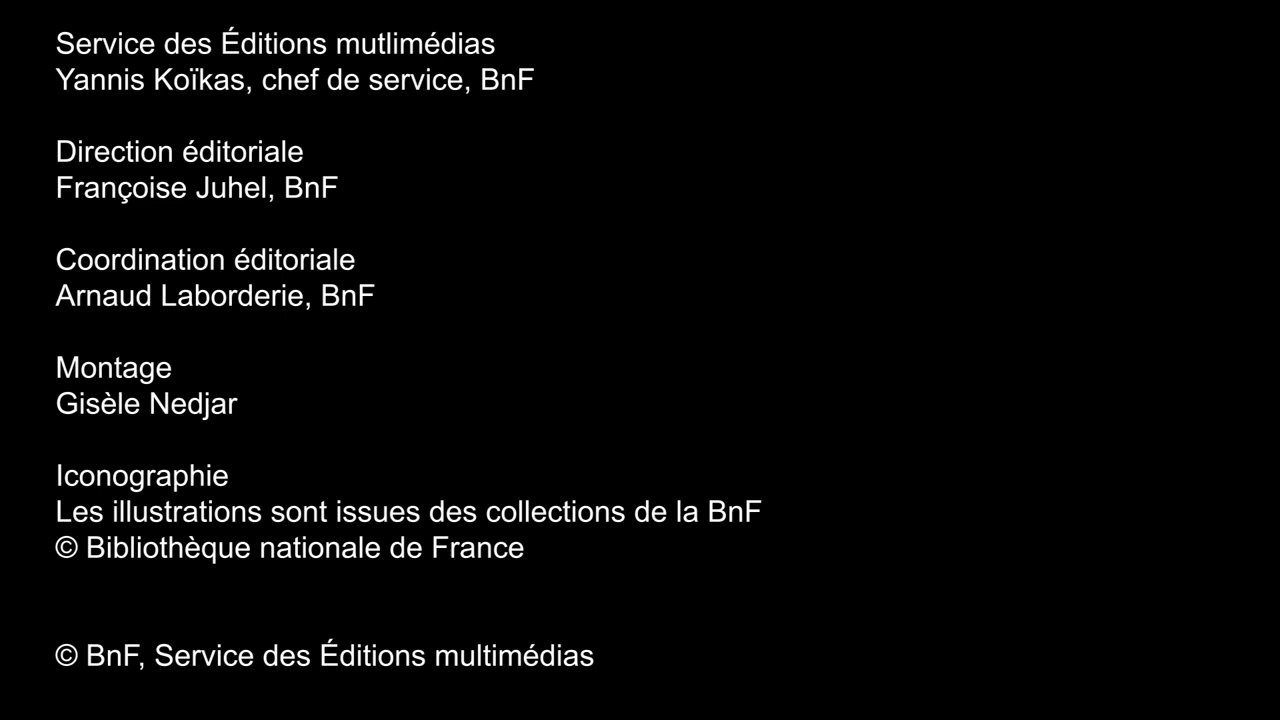 Service des Éditions mutlimédias
Yannis Koïkas, chef de service, BnF
Direction éditoriale
Françoise Juhel, BnF
Coordination éditoriale
Arnaud Laborderie, BnF
Montage
Gisèle Nedjar
Iconographie
Les illustrations sont issues des collections de la BnF
© Bibliothèque nationale de France
© BnF, Service des Éditions multimédias